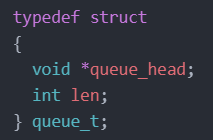 typedef struct
{
  void *queue_head;
  int len;
} queue_t;